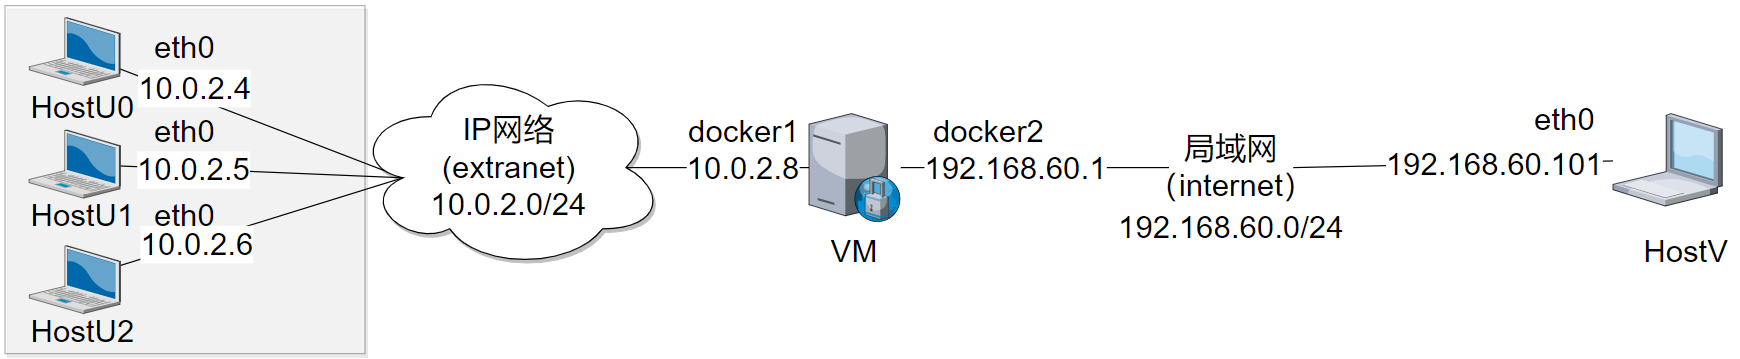 eth0
10.0.2.4
HostU0
eth0
10.0.2.5
HostU1
eth0
10.0.2.6
HostU2
IP网络
(extranet)
10.0.2.0/24
docker1
10.0.2.8
VM
docker2
192.168.60.1
局域网
（internet）
192.168.60.0/24
eth0
192.168.60.101
HostV